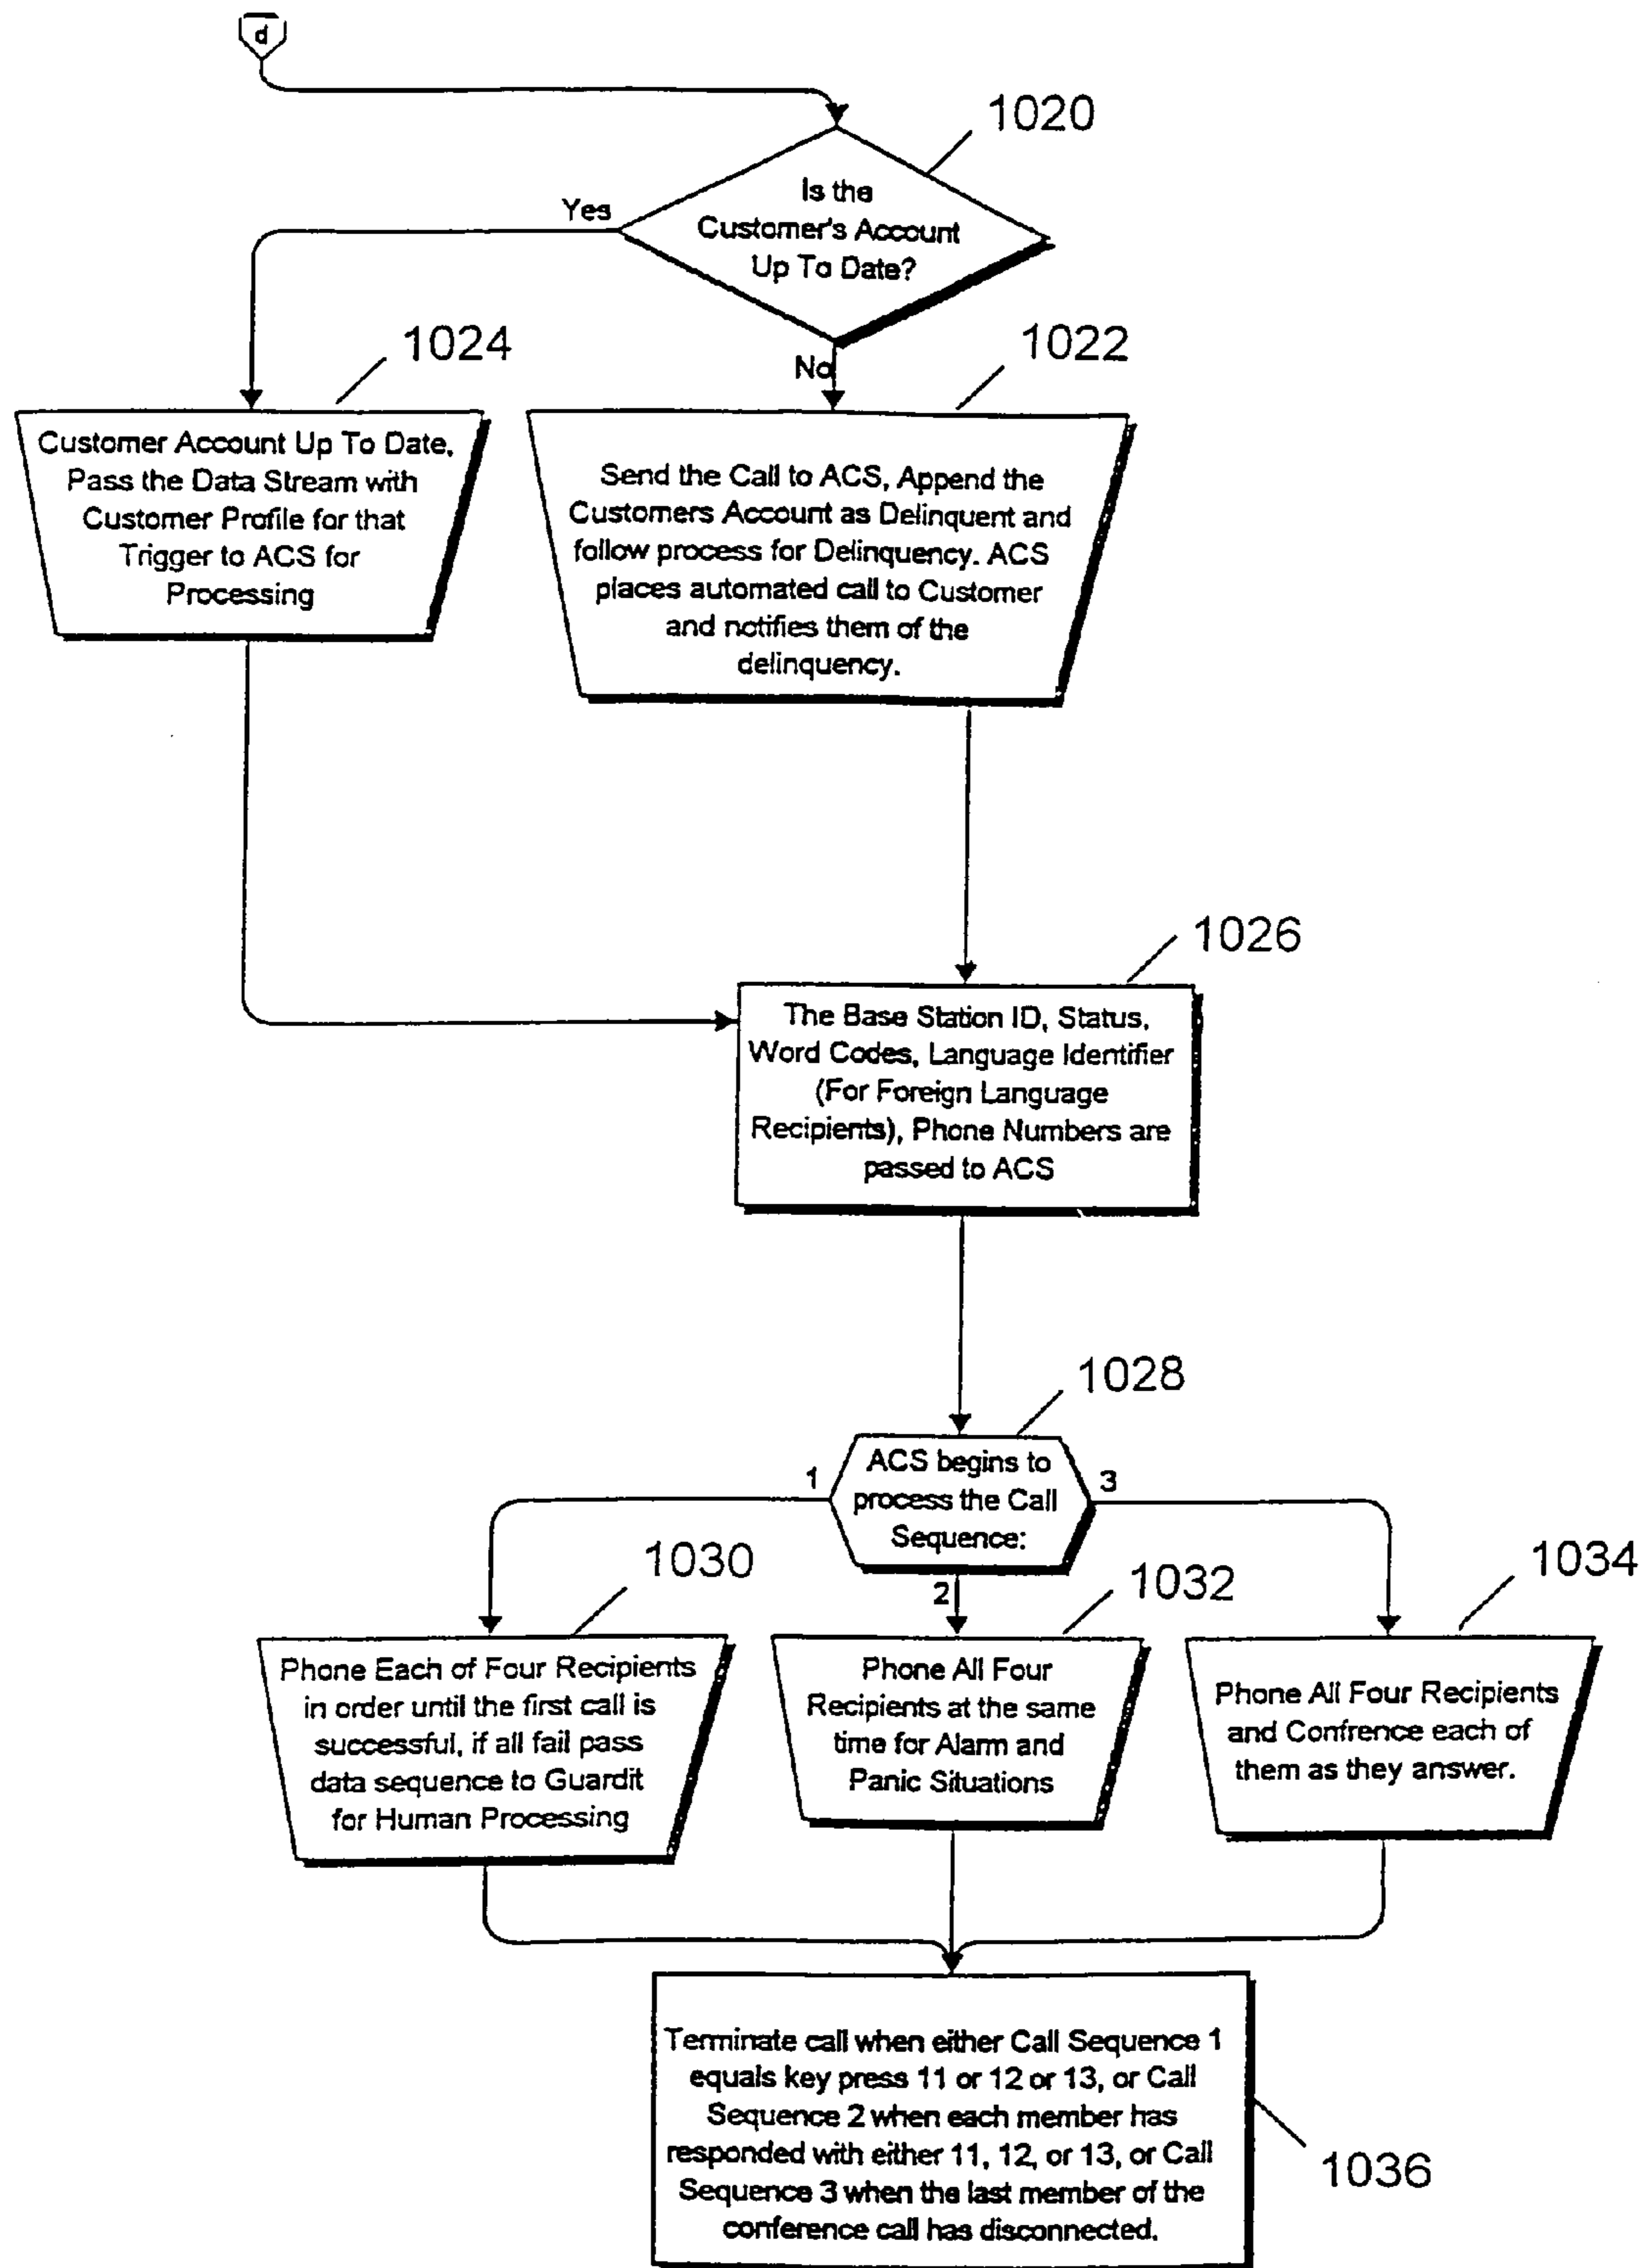 d
1020
Is the
Customer's Account
Up To Date?
Yes
No
1024
1022
Customer Account Up To Date,
Pass the Data Stream with
Customer Profile for that
Trigger to ACS for
Processing
Send the Call to ACS, Append the
Customers Account as Delinquent and
follow process for Delinquency. ACS
places automated call to Customer
and notifies them of the
delinquency.
1026
The Base Station ID, Status,
Word Codes, Language Identifier
(For Foreign Language
Recipients), Phone Numbers are
passed to ACS
1028
ACS begins to
process the Call
Sequence:
1
2
3
1030
1032
1034
Phone Each of Four Recipients
in order until the first call is
successful, if all fail pass
data sequence to Guardit
for Human Processing
Phone All Four
Recipients at the same
time for Alarm and
Panic Situations
Phone All Four Recipients
and Confrence each of
them as they answer.
Terminate call when either Call Sequence 1
equals key press 11 or 12 or 13, or Call
Sequence 2 when each member has
responded with either 11, 12, or 13, or Call
Sequence 3 when the last member of the
conference call has disconnected.
1036